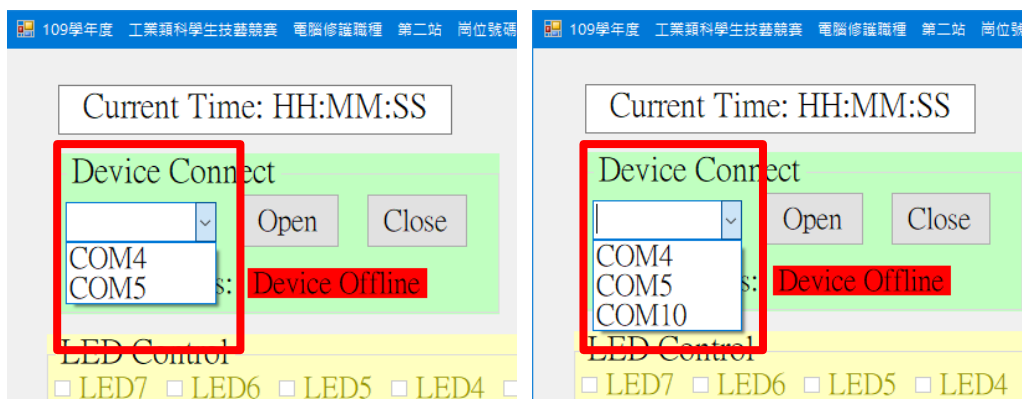 109學年度 工業類科學生技藝競賽 電腦修護職種 第二站 崗位號碼
Current Time: HH:MM:SS
Device Connect
Open Close
COM4
COM5
s: Device Offline
LED Control
LED7 LED6 LED5 LED4
109學年度 工業類科學生技藝競賽 電腦修護職種 第二站 崗位號
Current Time: HH:MM:SS
Device Connect
Open Close
COM4
COM5
COM10
s: Device Offline
LED Control
LED7 LED6 LED5 LED4